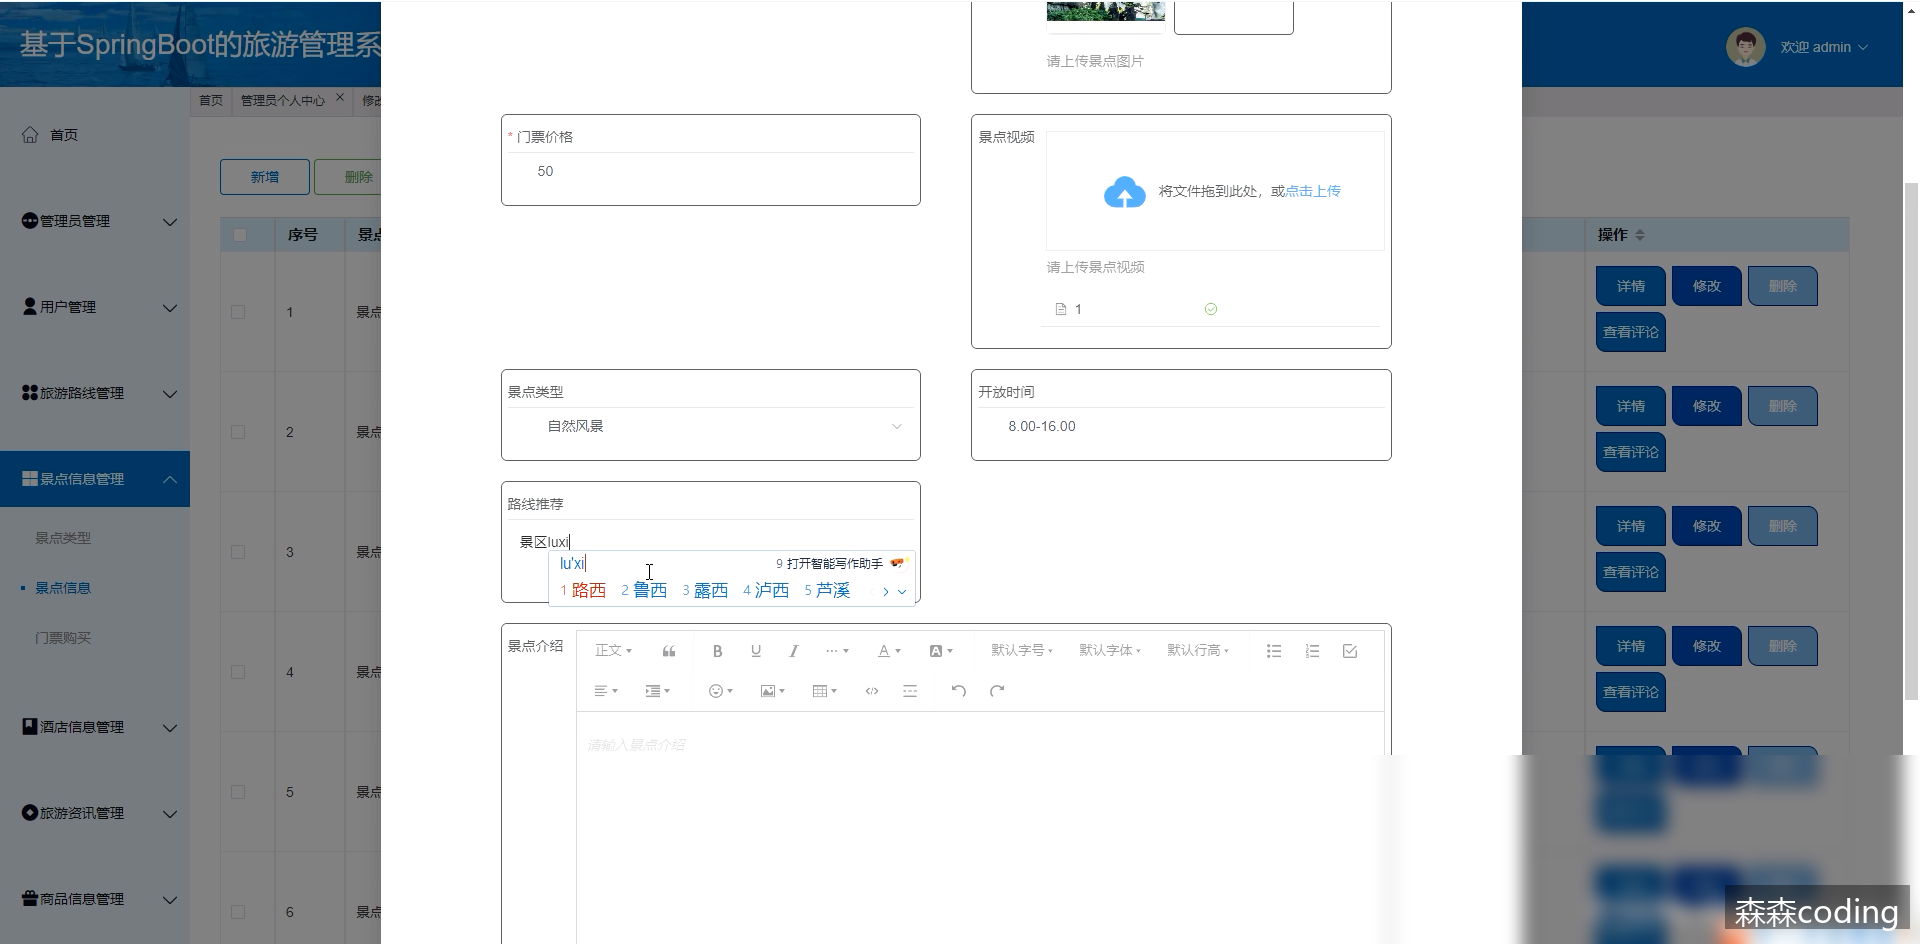 基于SpringBoot的旅游管理系
欢迎 admin
首页
管理员个人中心
修改
首页
管理员管理
用户管理
旅游路线管理
景点信息管理
景点类型
景点信息
门票购买
酒店信息管理
旅游资讯管理
商品信息管理
新增
删除
序号
景点
1
景点
2
景点
3
景点
4
景点
5
景点
6
景点
请上传景点图片
* 门票价格
50
景点视频
将文件拖到此处，或点击上传
请上传景点视频
1
景点类型
自然风景
开放时间
8.00-16.00
路线推荐
景区luxi
lu'xi
9 打开智能写作助手
1 路西 2 鲁西 3 露西 4 泸西 5 芦溪
景点介绍
正文 B U I ··· A A 默认字号 默认字体 默认行高
请输入景点介绍
操作
详情 修改 删除
查看评论
详情 修改 删除
查看评论
详情 修改 删除
查看评论
详情 修改 删除
查看评论
森森coding